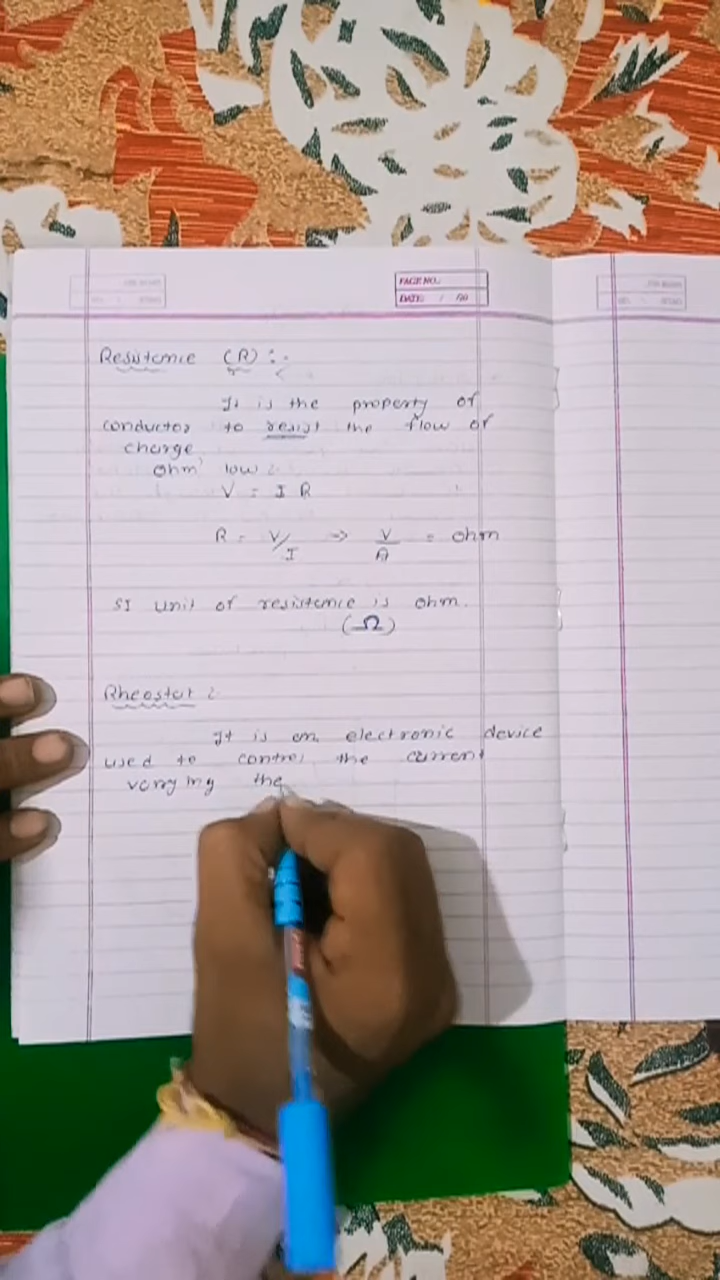 PAGE NO.
DATE: / /20
Resistance (R) :-
It is the property of
conductor to resist the flow of
charge
ohm' law :
V = I R
R = V/I => V/A = ohm
SI unit of resistance is ohm.
(Ω)
Rheostat :
It is an electronic device
used to control the current
varying the